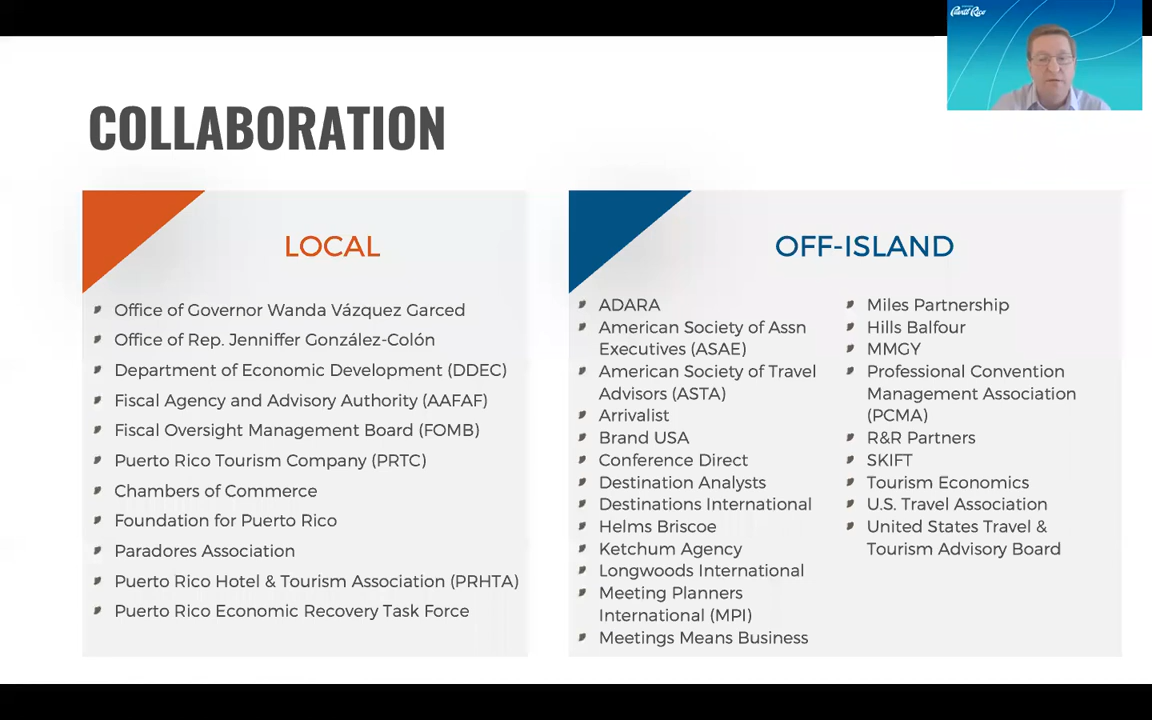 Puerto Rico
COLLABORATION
LOCAL
Office of Governor Wanda Vázquez Garced
Office of Rep. Jenniffer González-Colón
Department of Economic Development (DDEC)
Fiscal Agency and Advisory Authority (AAFAF)
Fiscal Oversight Management Board (FOMB)
Puerto Rico Tourism Company (PRTC)
Chambers of Commerce
Foundation for Puerto Rico
Paradores Association
Puerto Rico Hotel & Tourism Association (PRHTA)
Puerto Rico Economic Recovery Task Force
OFF-ISLAND
ADARA
American Society of Assn
Executives (ASAE)
American Society of Travel
Advisors (ASTA)
Arrivalist
Brand USA
Conference Direct
Destination Analysts
Destinations International
Helms Briscoe
Ketchum Agency
Longwoods International
Meeting Planners
International (MPI)
Meetings Means Business
Miles Partnership
Hills Balfour
MMGY
Professional Convention
Management Association
(PCMA)
R&R Partners
SKIFT
Tourism Economics
U.S. Travel Association
United States Travel &
Tourism Advisory Board